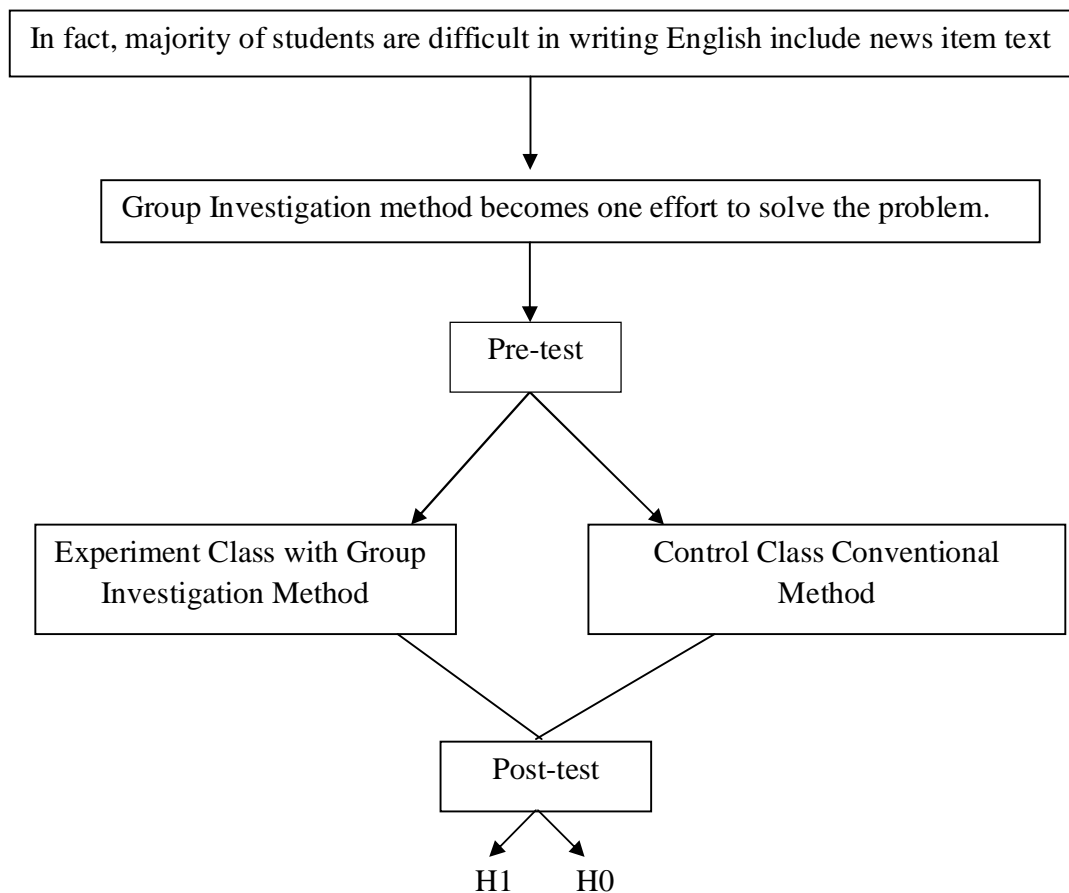 In fact, majority of students are difficult in writing English include news item text
Group Investigation method becomes one effort to solve the problem.
Pre-test
Experiment Class with Group
Investigation Method
Control Class Conventional
Method
Post-test
H1 H0